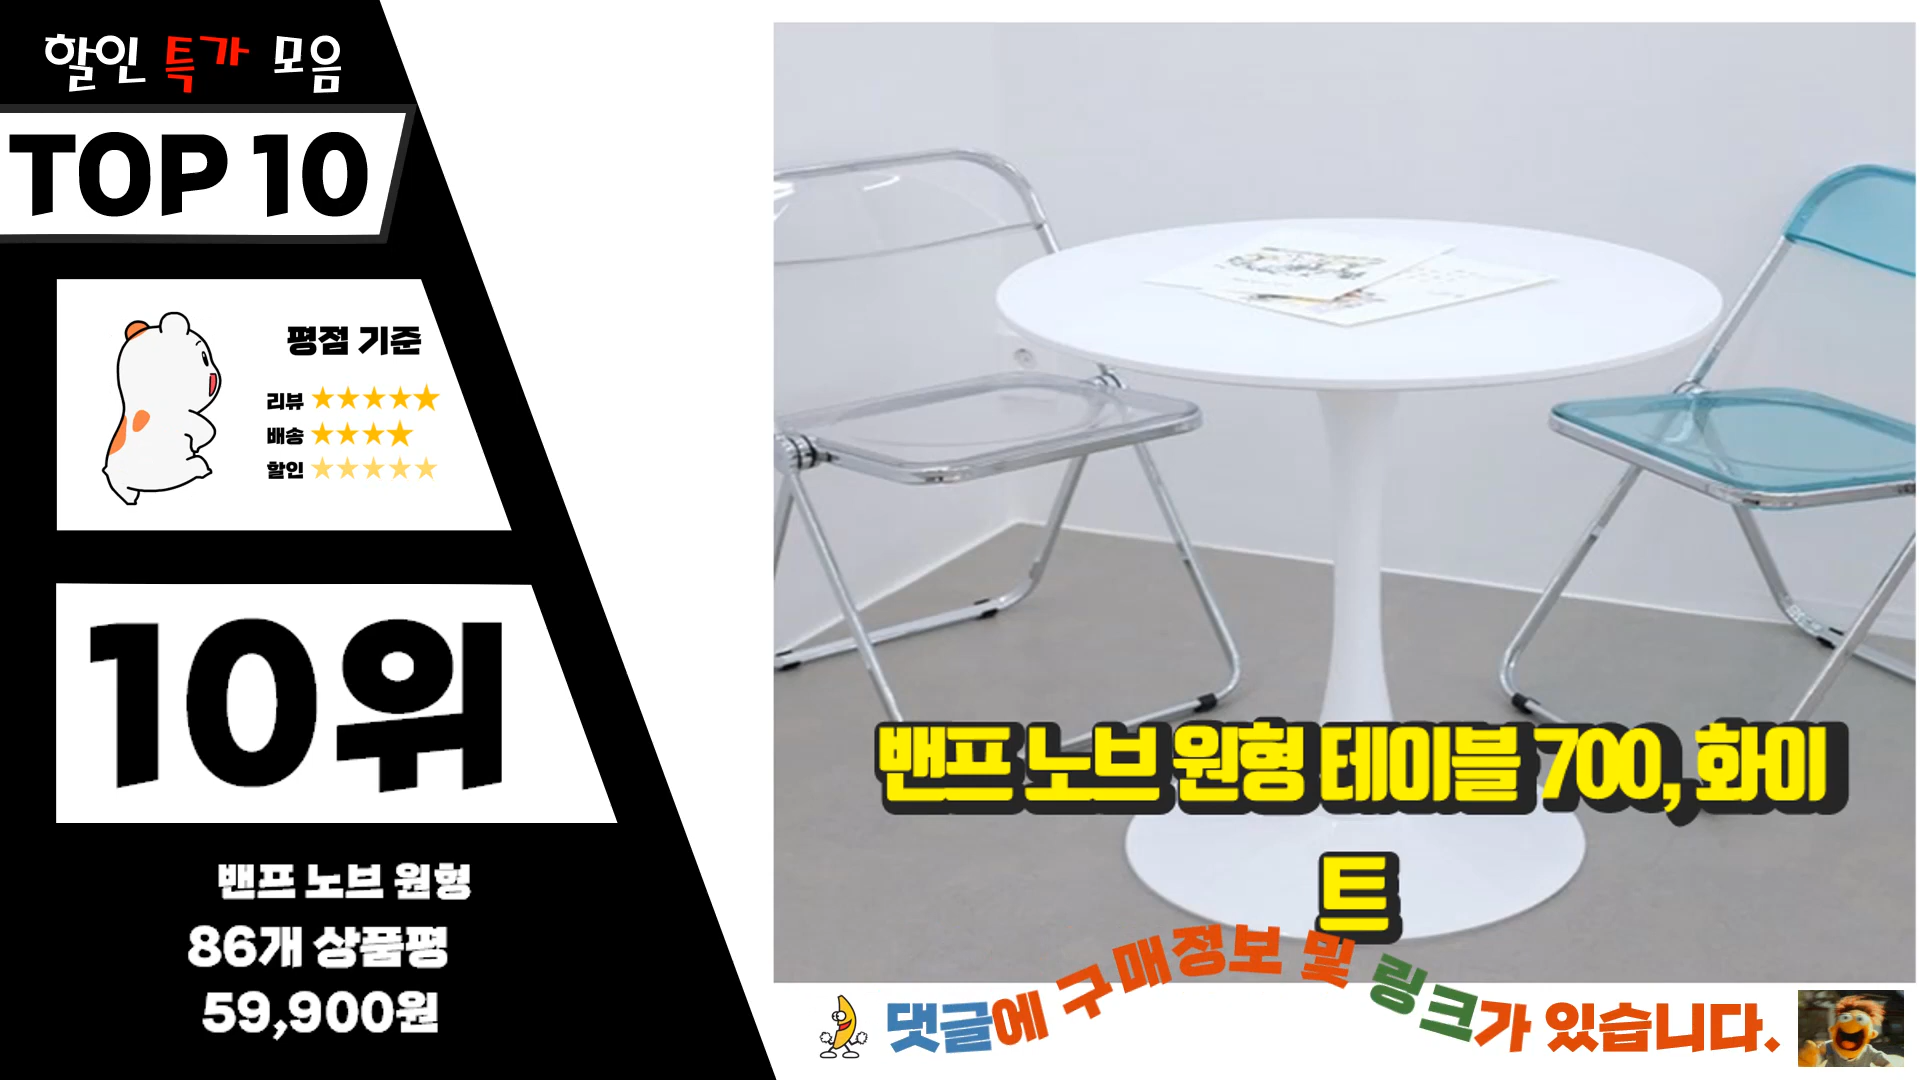 할인 특가 모음
TOP 10
평점 기준
리뷰 ★★★★★
배송 ★★★★
할인 ★★★★★
10위
밴프 노브 원형
86개 상품평
59,900원
밴프 노브 원형 테이블 700, 화이
트
댓글에 구매정보 및 링크가 있습니다.